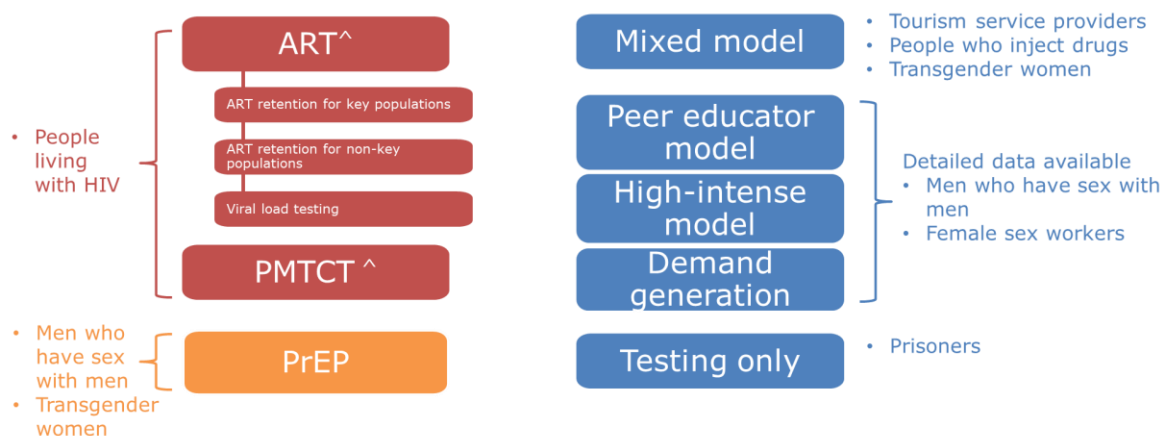 • People
living
with HIV
ART^
ART retention for key populations
ART retention for non-key
populations
Viral load testing
PMTCT ^
• Men who
have sex
with men
• Transgender
women
PrEP
Mixed model
• Tourism service providers
• People who inject drugs
• Transgender women
Peer educator
model
High-intense
model
Demand
generation
Detailed data available
• Men who have sex with
men
• Female sex workers
Testing only
• Prisoners